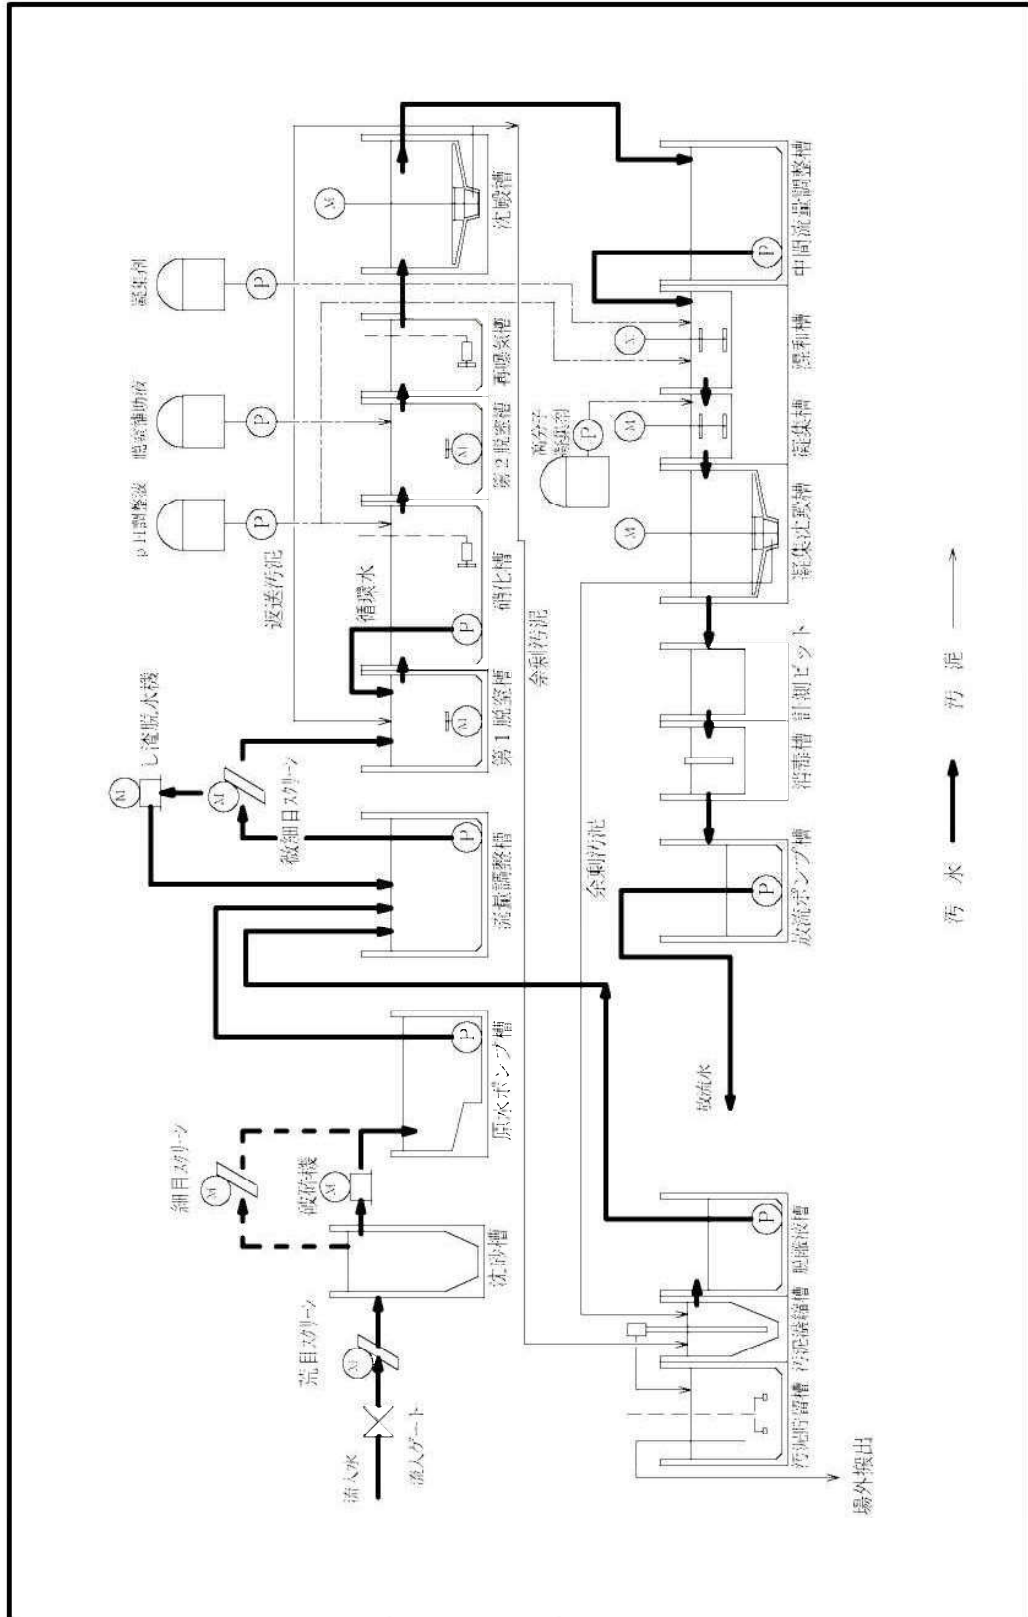 流入水
流入ゲート
荒目スクリーン
M
沈砂槽
細目スクリーン
M
破砕機
M
原水ポンプ槽
P
流量調整槽
P
し渣脱水機
M
微細目スクリーン
M
第1脱窒槽
M
循環水
P
返送汚泥
硝化槽
pH調整液
P
第2脱窒槽
M
脱窒補助液
P
再曝気槽
凝集剤
P
沈殿槽
M
余剰汚泥
中間流量調整槽
P
混和槽
M
凝集槽
M
高分子
凝集剤
P
凝集沈殿槽
M
計測ピット
消毒槽
放流ポンプ槽
P
放流水
余剰汚泥
脱離液槽
P
汚泥濃縮槽
汚泥貯留槽
場外搬出
汚水
汚泥